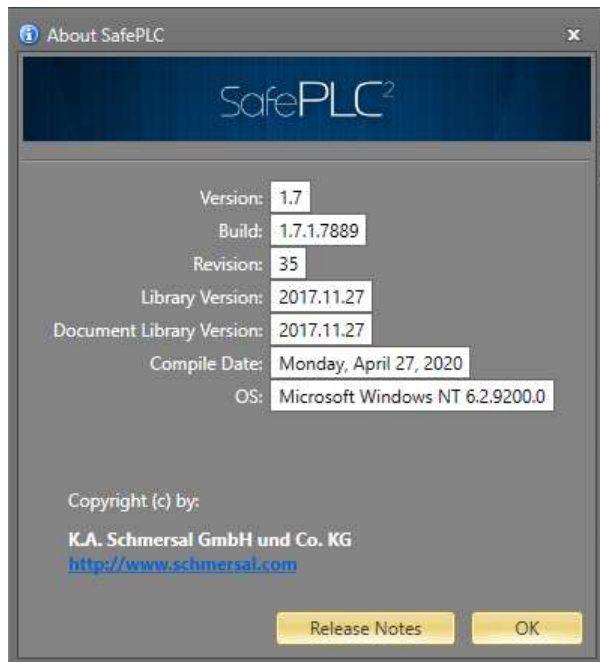 About SafePLC
SafePLC²
Version: 1.7
Build: 1.7.1.7889
Revision: 35
Library Version: 2017.11.27
Document Library Version: 2017.11.27
Compile Date: Monday, April 27, 2020
OS: Microsoft Windows NT 6.2.9200.0
Copyright (c) by:
K.A. Schmersal GmbH und Co. KG
http://www.schmersal.com
Release Notes OK